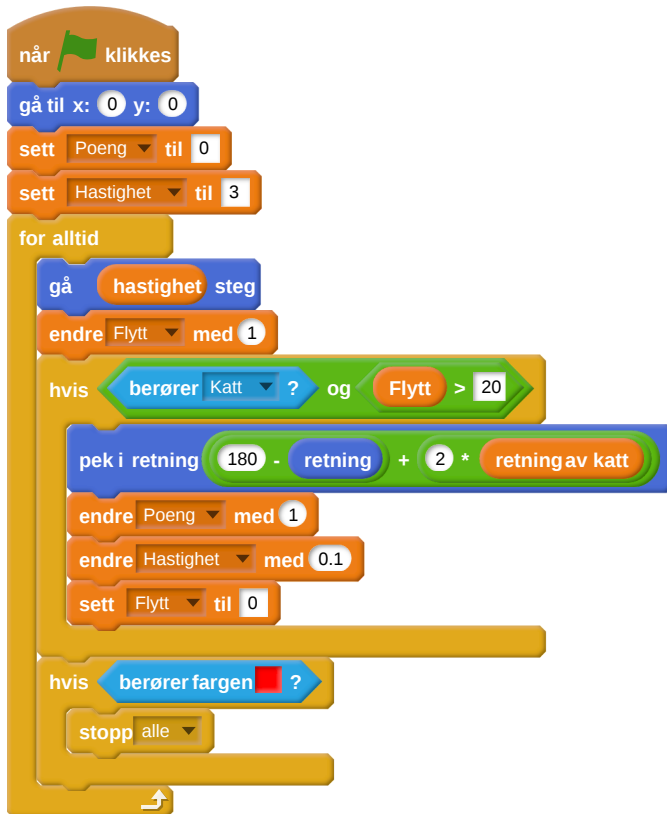 når klikkes
gå til x: 0 y: 0
sett Poeng til 0
sett Hastighet til 3
for alltid
gå hastighet steg
endre Flytt med 1
hvis berører Katt ? og Flytt > 20
pek i retning 180 - retning + 2 * retning av katt
endre Poeng med 1
endre Hastighet med 0.1
sett Flytt til 0
hvis berører fargen ?
stopp alle